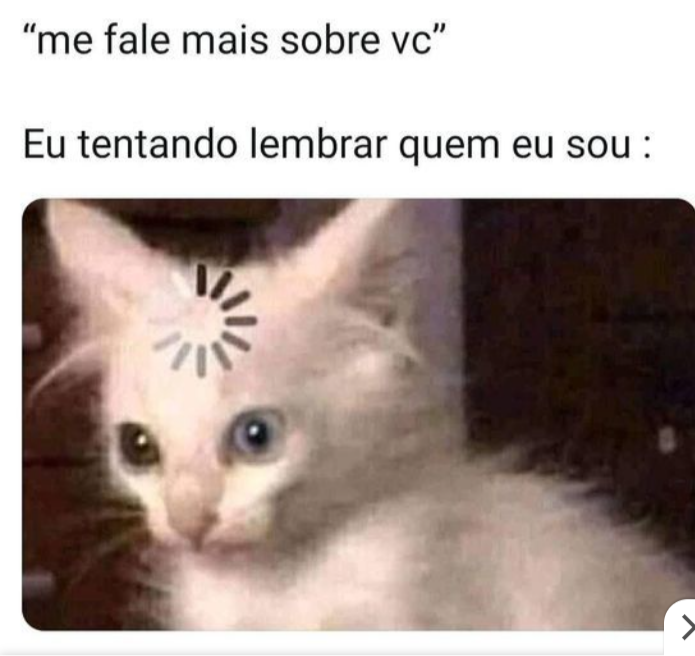 “me fale mais sobre vc”
Eu tentando lembrar quem eu sou :